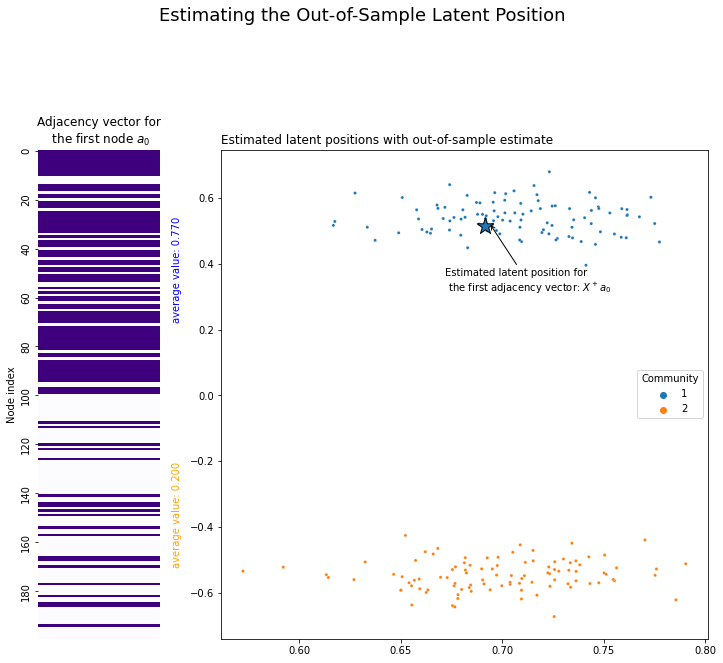 Estimating the Out-of-Sample Latent Position
Adjacency vector for
the first node a₀
Node index
0
20
40
60
80
100
120
140
160
180
average value: 0.770
average value: 0.200
Estimated latent positions with out-of-sample estimate
0.6
0.4
0.2
0.0
−0.2
−0.4
−0.6
0.60
0.65
0.70
0.75
0.80
Estimated latent position for
the first adjacency vector: X⁺a₀
Community
1
2